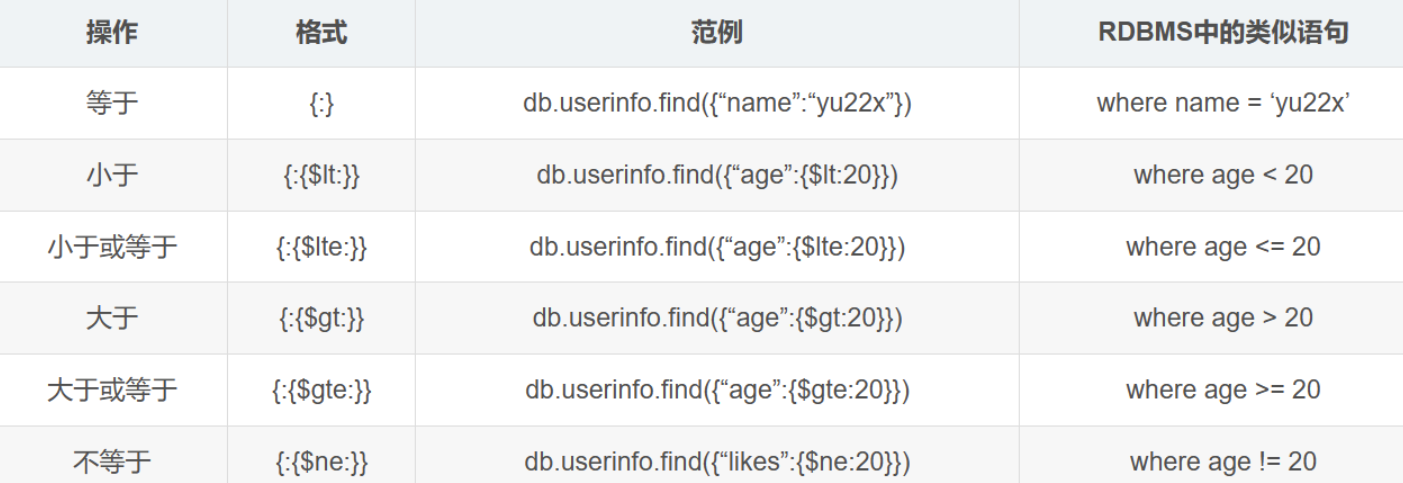 操作 格式 范例 RDBMS中的类似语句
等于 {:} db.userinfo.find({“name”:“yu22x”}) where name = ‘yu22x’
小于 {:{$lt:}} db.userinfo.find({“age”:{$lt:20}}) where age < 20
小于或等于 {:{$lte:}} db.userinfo.find({“age”:{$lte:20}}) where age <= 20
大于 {:{$gt:}} db.userinfo.find({“age”:{$gt:20}}) where age > 20
大于或等于 {:{$gte:}} db.userinfo.find({“age”:{$gte:20}}) where age >= 20
不等于 {:{$ne:}} db.userinfo.find({“likes”:{$ne:20}}) where age != 20